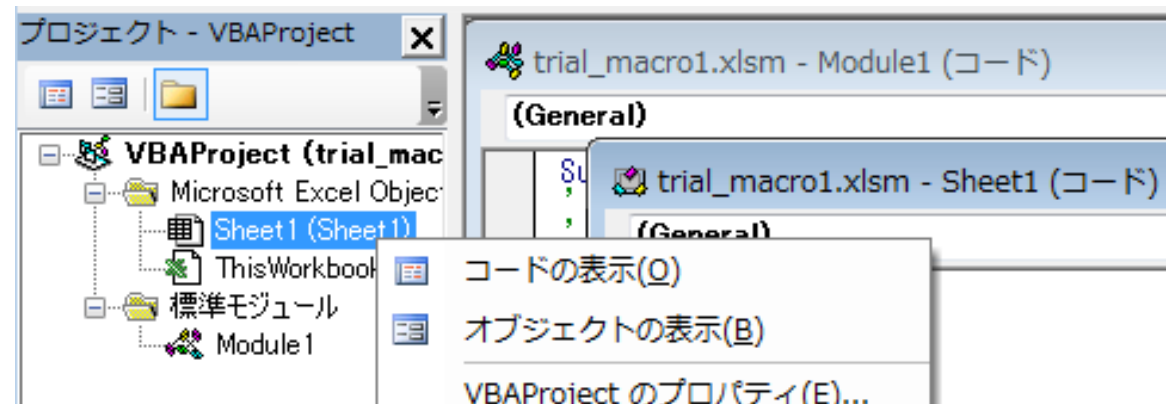 プロジェクト - VBAProject
VBAProject (trial_mac
Microsoft Excel Objec
Sheet1 (Sheet1)
ThisWorkbook
標準モジュール
Module1
trial_macro1.xlsm - Module1 (コード)
(General)
Su
trial_macro1.xlsm - Sheet1 (コード)
(General)
コードの表示(O)
オブジェクトの表示(B)
VBAProject のプロパティ(E)...